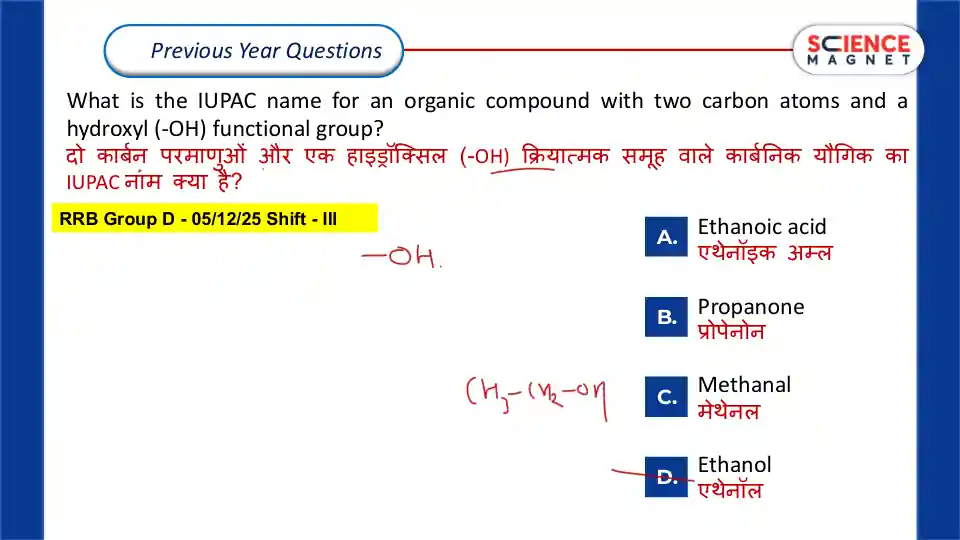 Previous Year Questions
SCIENCE
MAGNET
What is the IUPAC name for an organic compound with two carbon atoms and a
hydroxyl (-OH) functional group?
दो कार्बन परमाणुओं और एक हाइड्रॉक्सिल (-OH) क्रियात्मक समूह वाले कार्बनिक यौगिक का
IUPAC नाम क्या है?
RRB Group D - 05/12/25 Shift - III
A. Ethanoic acid
एथेनॉइक अम्ल
—OH.
B. Propanone
प्रोपेनोन
C. Methanal
मेथेनल
CH3-CH2-OH
D. Ethanol
एथेनॉल